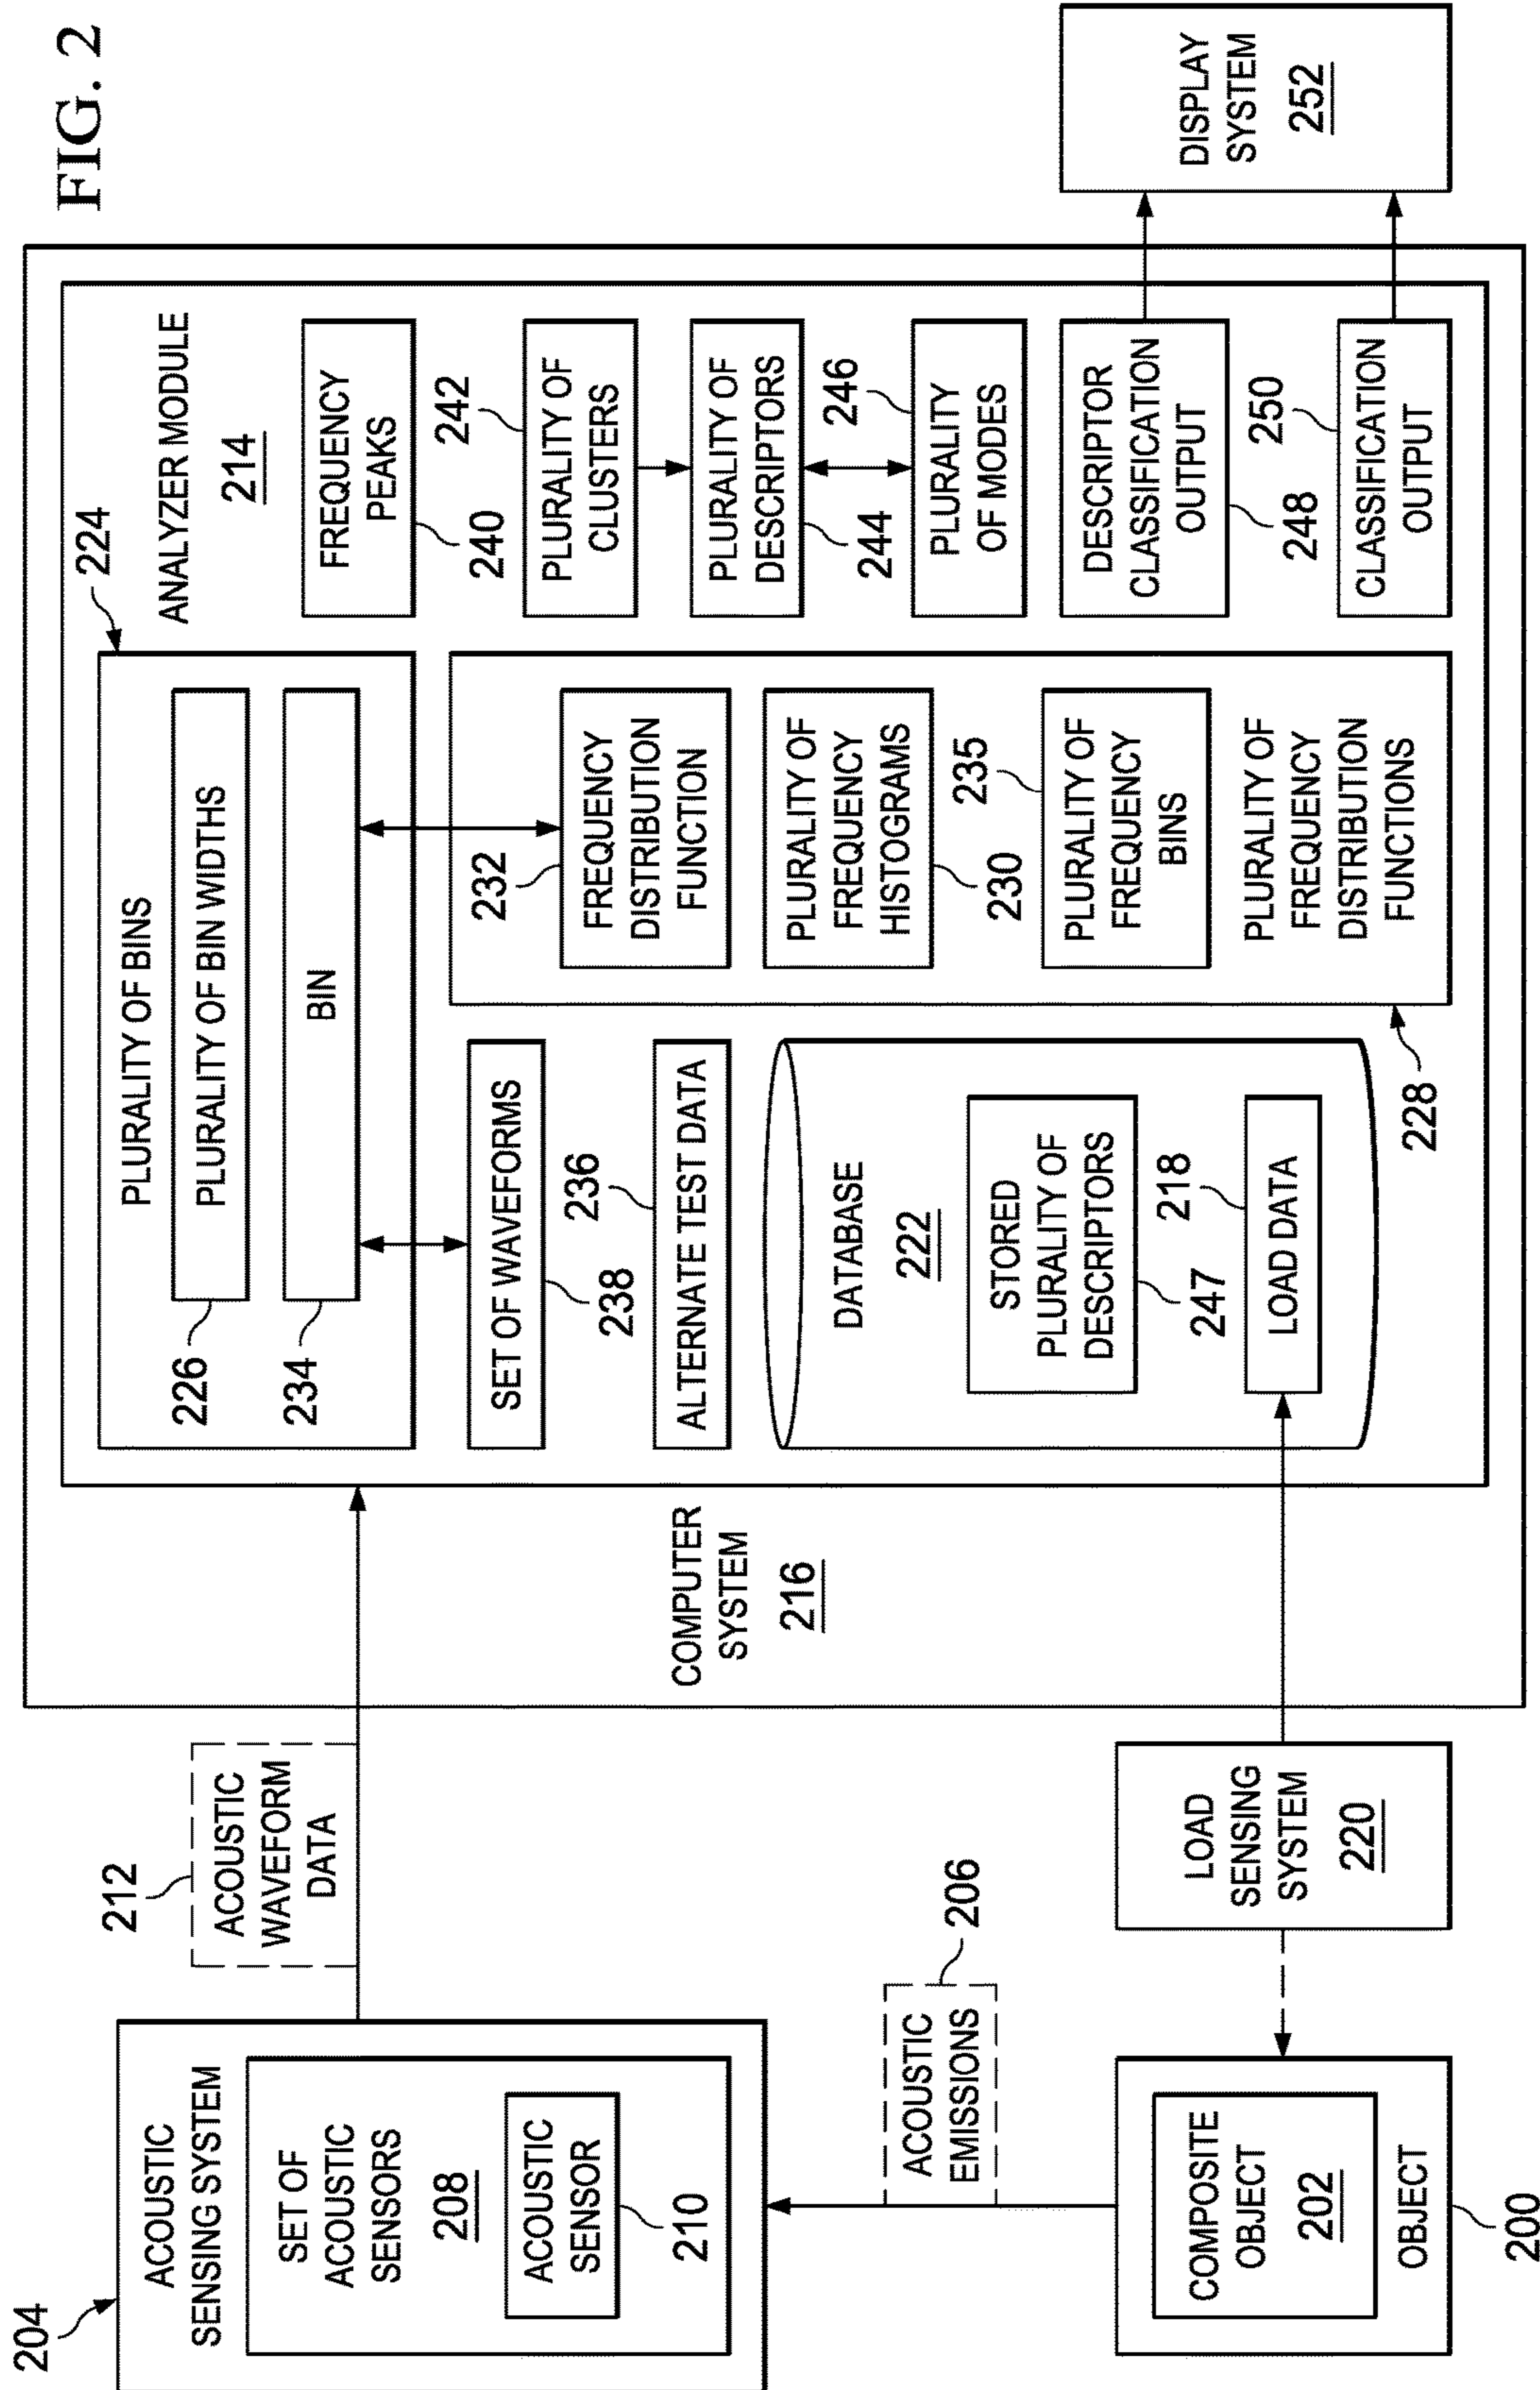 FIG. 2
204
ACOUSTIC
SENSING SYSTEM
SET OF
ACOUSTIC
SENSORS
208
ACOUSTIC
SENSOR
210
212
ACOUSTIC
WAVEFORM
DATA
206
ACOUSTIC
EMISSIONS
COMPOSITE
OBJECT
202
OBJECT
200
LOAD
SENSING
SYSTEM
220
COMPUTER
SYSTEM
216
ANALYZER MODULE
214
224
PLURALITY OF BINS
PLURALITY OF BIN WIDTHS
226
BIN
234
SET OF WAVEFORMS
238
236
ALTERNATE TEST DATA
DATABASE
222
STORED
PLURALITY OF
DESCRIPTORS
247
218
LOAD DATA
232
FREQUENCY
DISTRIBUTION
FUNCTION
PLURALITY OF
FREQUENCY
HISTOGRAMS
230
235
PLURALITY OF
FREQUENCY
BINS
PLURALITY OF
FREQUENCY
DISTRIBUTION
FUNCTIONS
228
FREQUENCY
PEAKS
240
242
PLURALITY OF
CLUSTERS
PLURALITY OF
DESCRIPTORS
244
246
PLURALITY
OF MODES
DESCRIPTOR
CLASSIFICATION
OUTPUT
248
250
CLASSIFICATION
OUTPUT
DISPLAY
SYSTEM
252